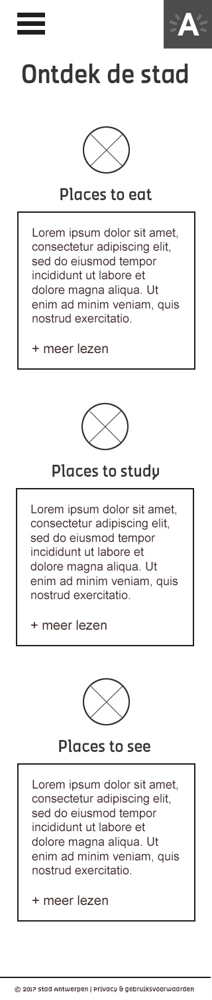 A
Ontdek de stad
Places to eat
Lorem ipsum dolor sit amet,
consectetur adipiscing elit,
sed do eiusmod tempor
incididunt ut labore et
dolore magna aliqua. Ut
enim ad minim veniam, quis
nostrud exercitatio.
+ meer lezen
Places to study
Lorem ipsum dolor sit amet,
consectetur adipiscing elit,
sed do eiusmod tempor
incididunt ut labore et
dolore magna aliqua. Ut
enim ad minim veniam, quis
nostrud exercitatio.
+ meer lezen
Places to see
Lorem ipsum dolor sit amet,
consectetur adipiscing elit,
sed do eiusmod tempor
incididunt ut labore et
dolore magna aliqua. Ut
enim ad minim veniam, quis
nostrud exercitatio.
+ meer lezen
© 2017 Stad Antwerpen | Privacy & gebruiksvoorwaarden